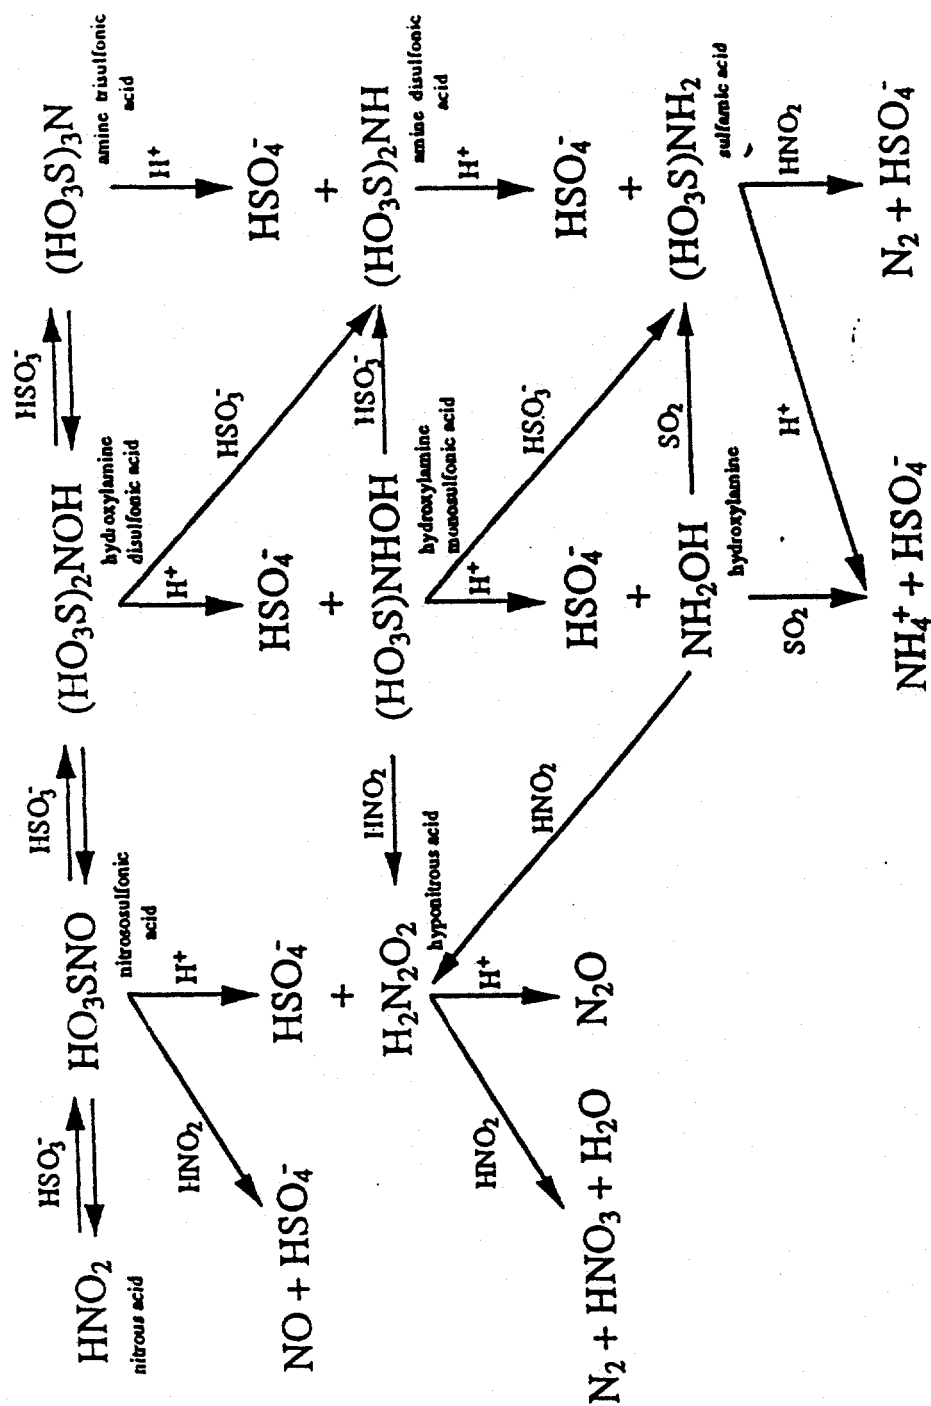 HNO2
nitrous acid
HSO3-
HO3SNO
nitrososulfonic
acid
HSO3-
(HO3S)2NOH
hydroxylamine
disulfonic acid
HSO3-
(HO3S)3N
amine trisulfonic
acid
HNO2
H+
H+
HSO3-
H+
NO + HSO4-
HSO4-
HSO4-
HSO4-
+
+
+
H2N2O2
hyponitrous acid
HNO2
(HO3S)NHOH
hydroxylamine
monosulfonic acid
HSO3-
(HO3S)2NH
amine disulfonic
acid
HNO2
H+
HNO2
H+
HSO3-
H+
N2 + HNO3 + H2O
N2O
HSO4-
HSO4-
+
+
NH2OH
hydroxylamine
SO2
(HO3S)NH2
sulfamic acid
SO2
H+
HNO2
NH4+ + HSO4-
N2 + HSO4-